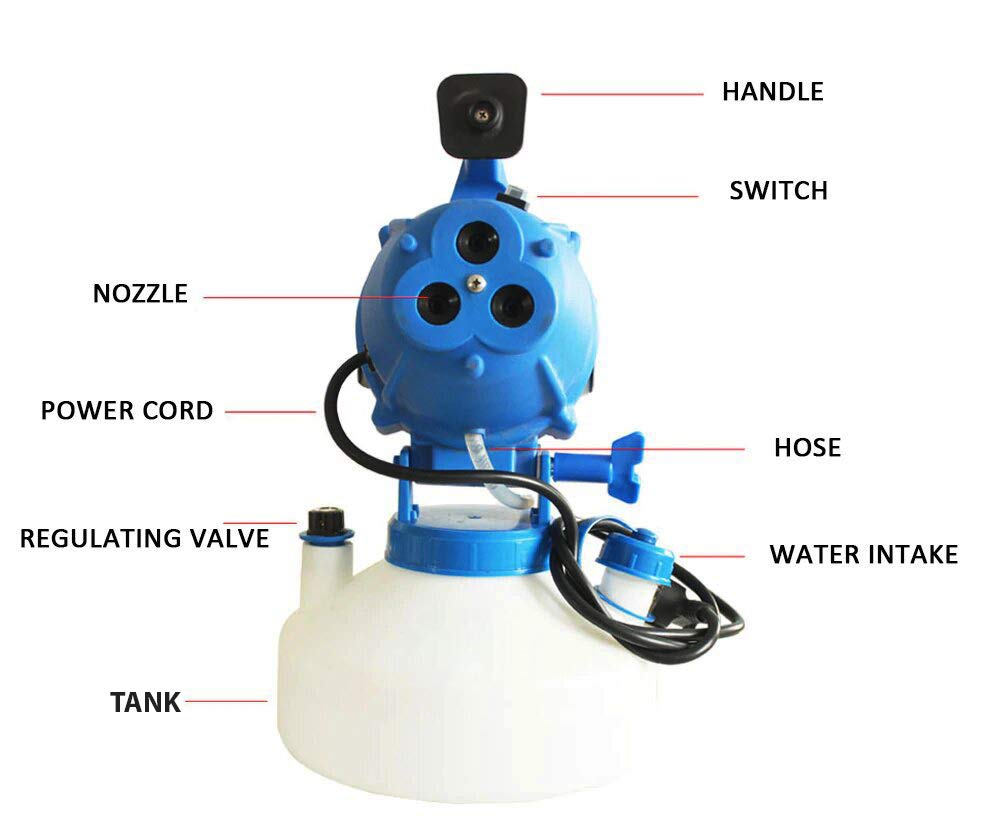 HANDLE
SWITCH
NOZZLE
POWER CORD
HOSE
REGULATING VALVE
WATER INTAKE
TANK